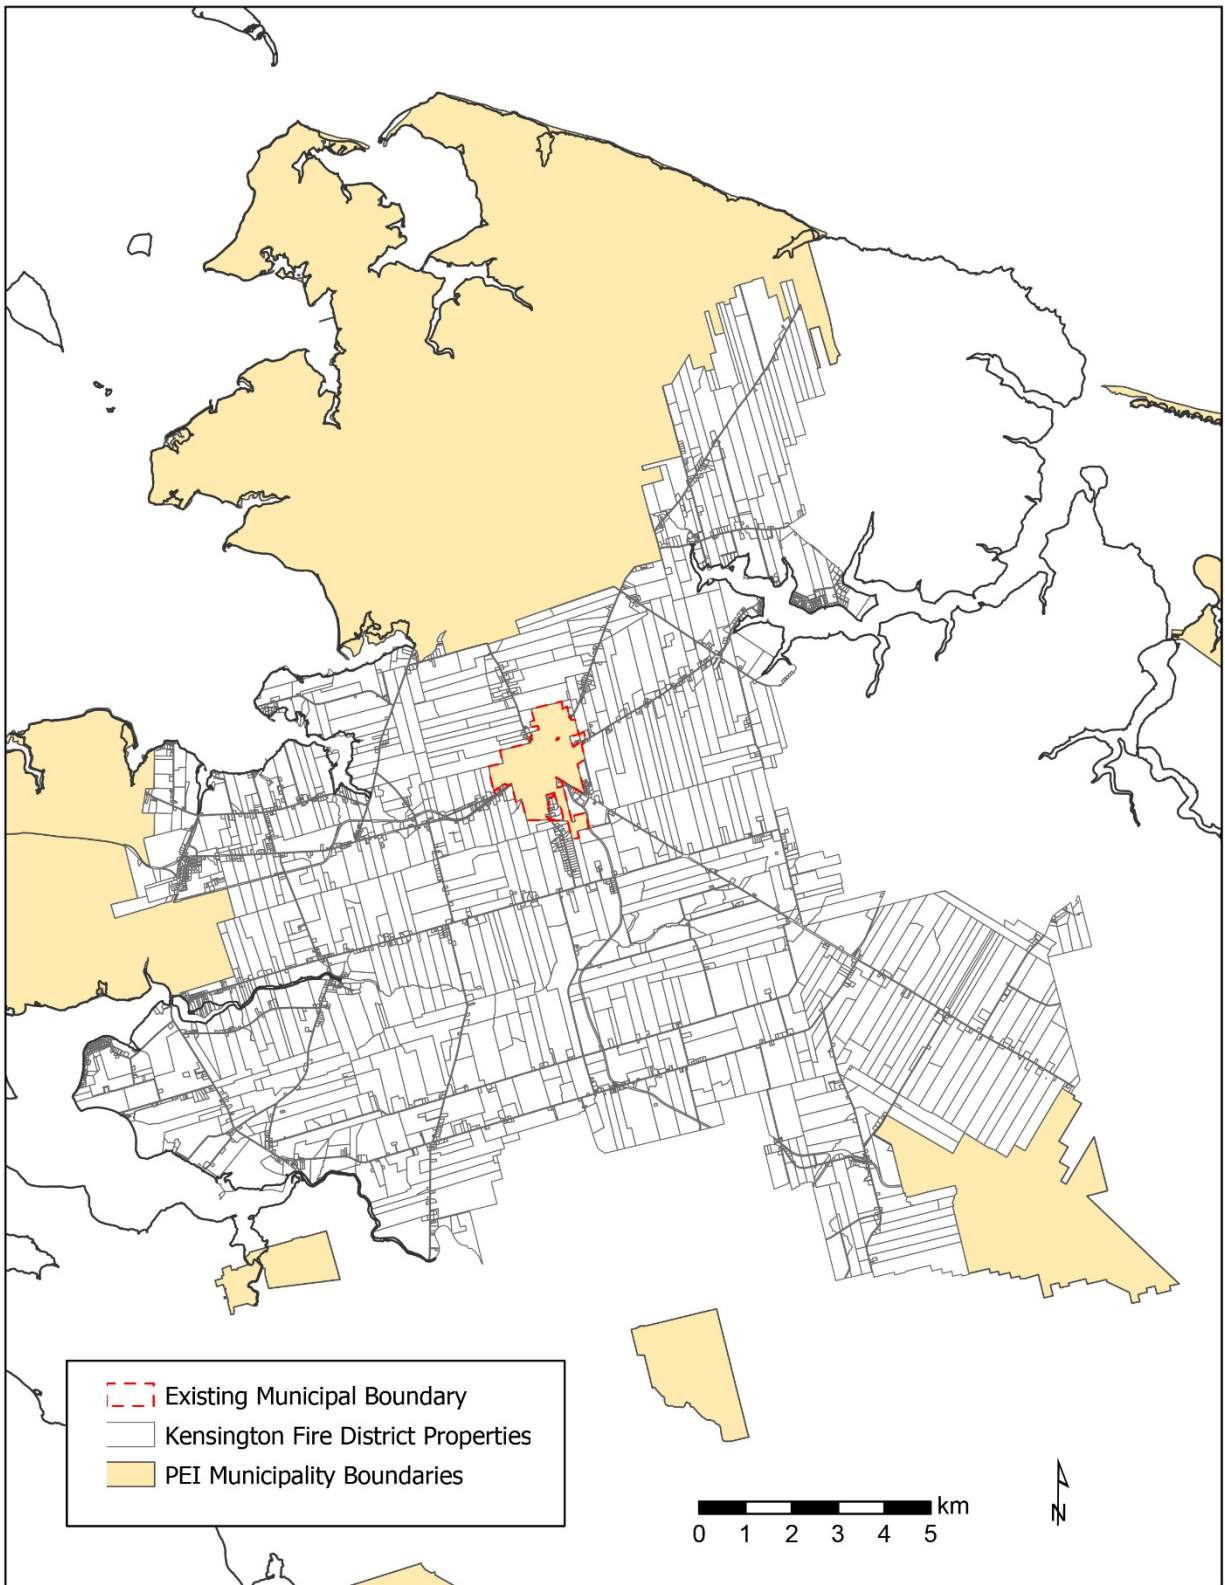 Existing Municipal Boundary
Kensington Fire District Properties
PEI Municipality Boundaries
km
0 1 2 3 4 5
N